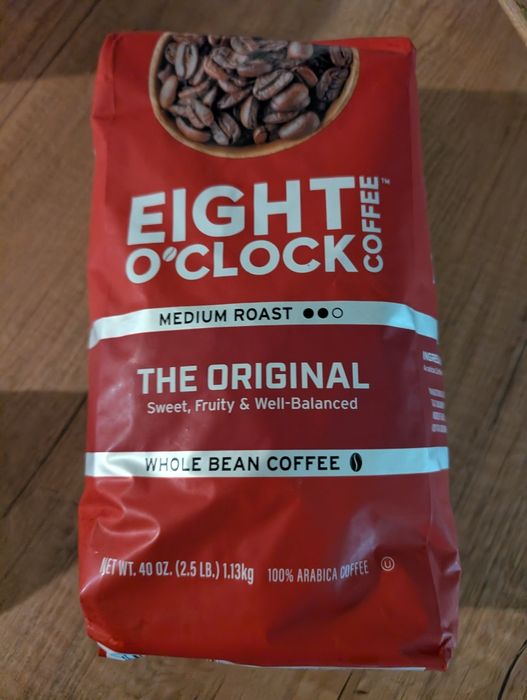 EIGHT
O'CLOCK
COFFEE™
MEDIUM ROAST
THE ORIGINAL
Sweet, Fruity & Well-Balanced
WHOLE BEAN COFFEE
NET WT. 40 OZ. (2.5 LB.) 1.13kg
100% ARABICA COFFEE
U